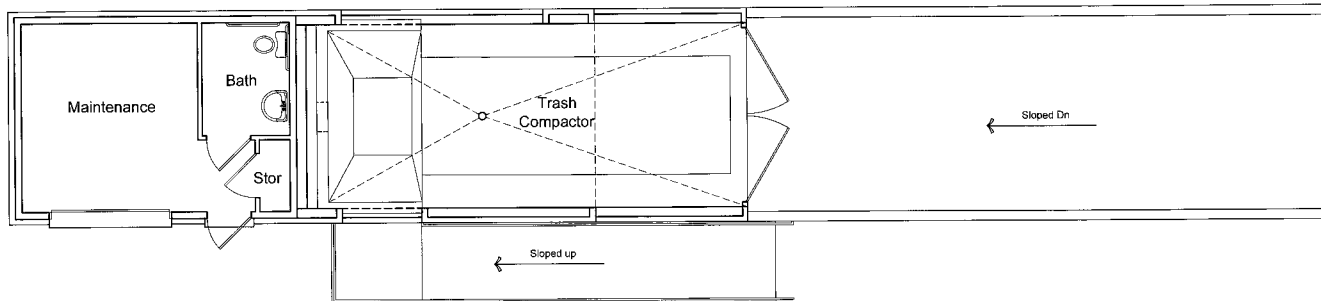 Maintenance
Bath
Stor
Trash
Compactor
Sloped Dn
Sloped up